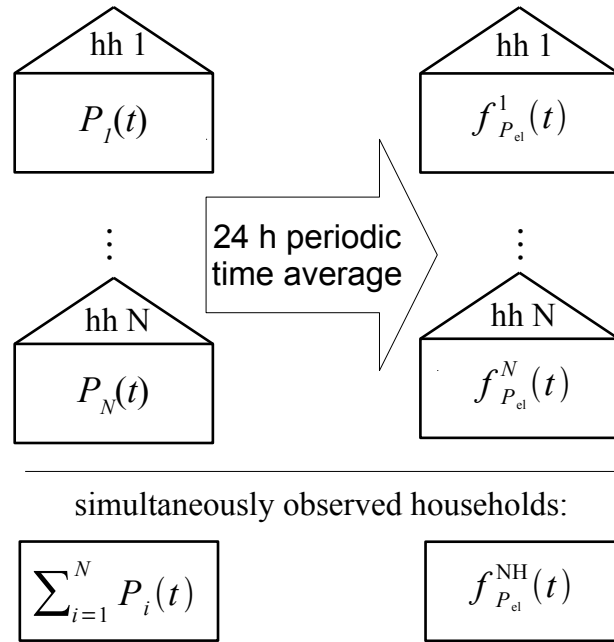 hh 1
hh 1
P_1(t)
f^1_{P_el}(t)
24 h periodic
time average
⋮
⋮
hh N
hh N
P_N(t)
f^N_{P_el}(t)
simultaneously observed households:
∑_{i=1}^N P_i(t)
f^{NH}_{P_el}(t)